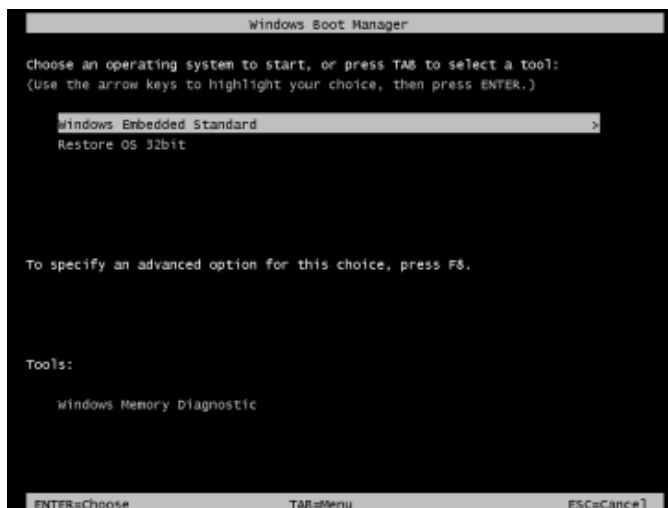 Windows Boot Manager
Choose an operating system to start, or press TAB to select a tool:
(Use the arrow keys to highlight your choice, then press ENTER.)
Windows Embedded Standard >
Restore OS 32bit
To specify an advanced option for this choice, press F8.
Tools:
Windows Memory Diagnostic
ENTER=Choose TAB=Menu ESC=Cancel